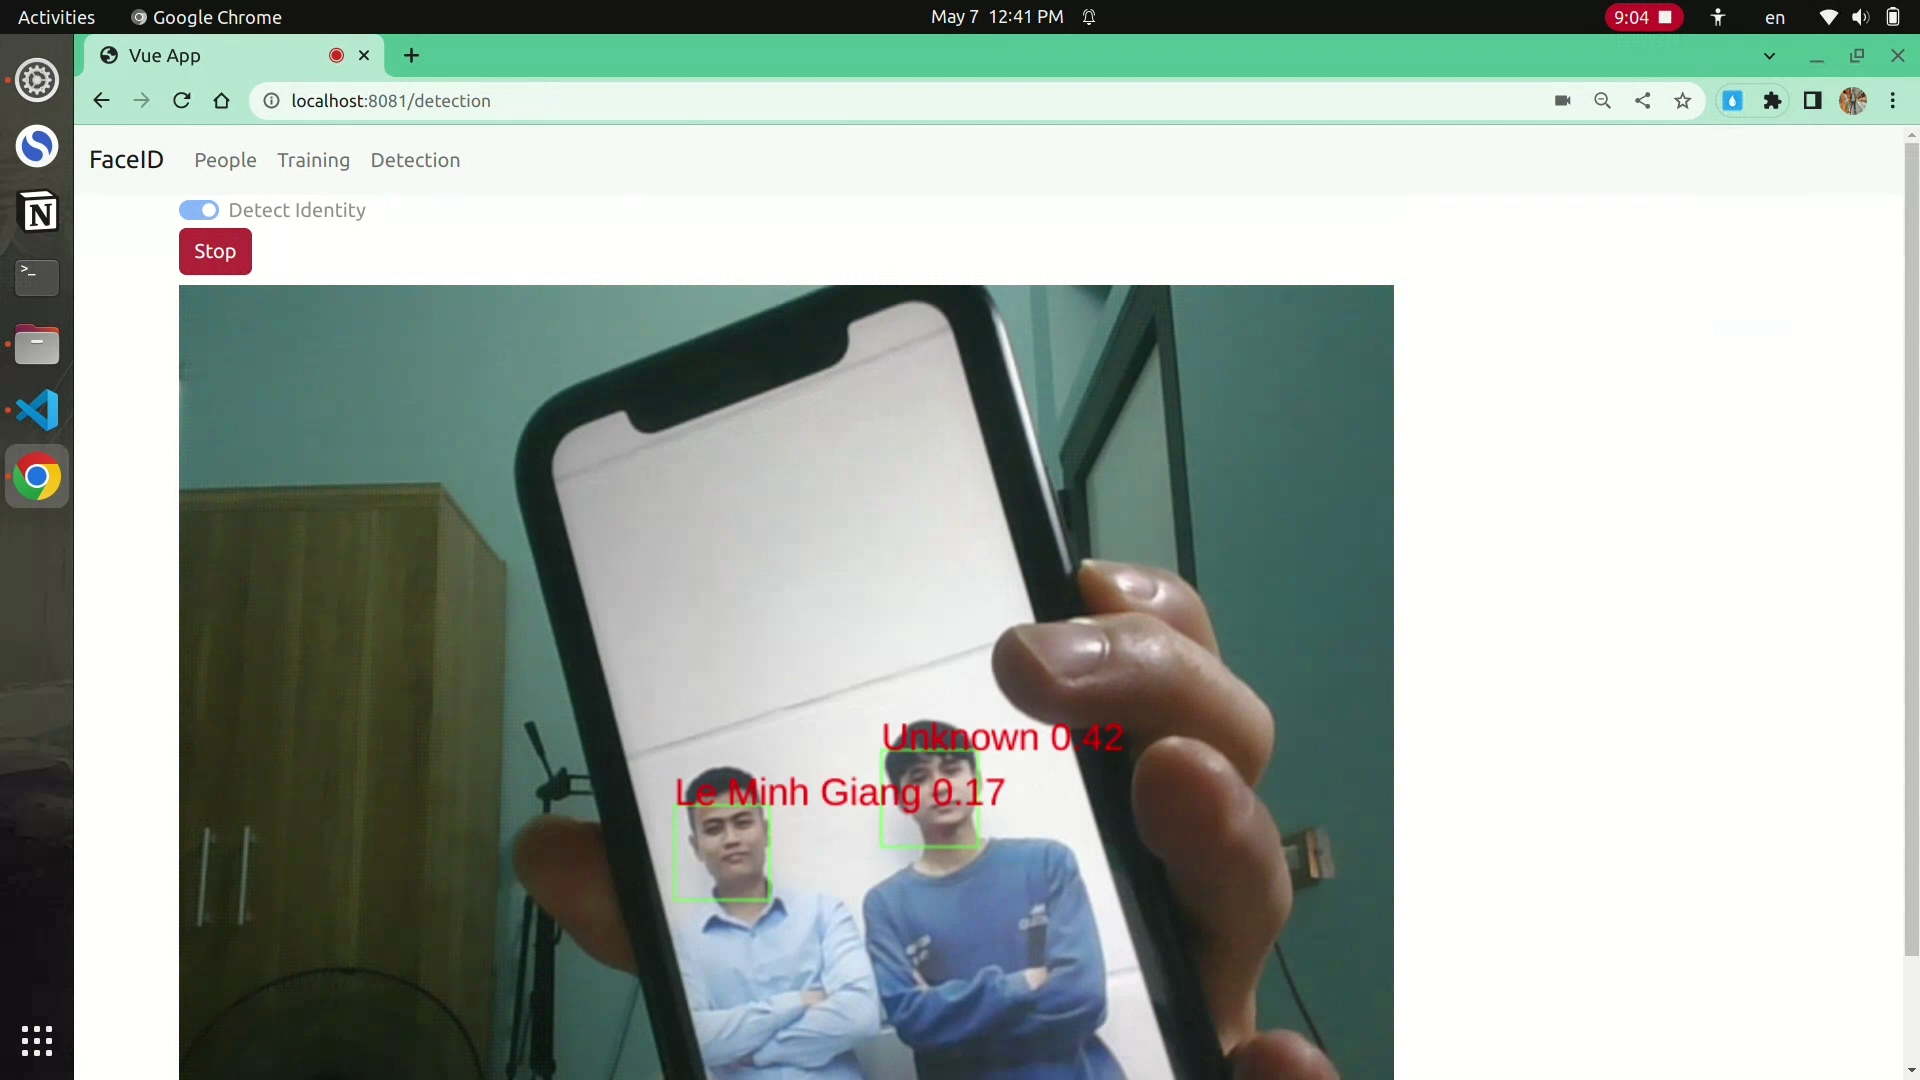 Activities Google Chrome May 7 12:41 PM 9:04 en
Vue App
localhost:8081/detection
FaceID People Training Detection
Detect Identity
Stop
Unknown 0.42
Le Minh Giang 0.17